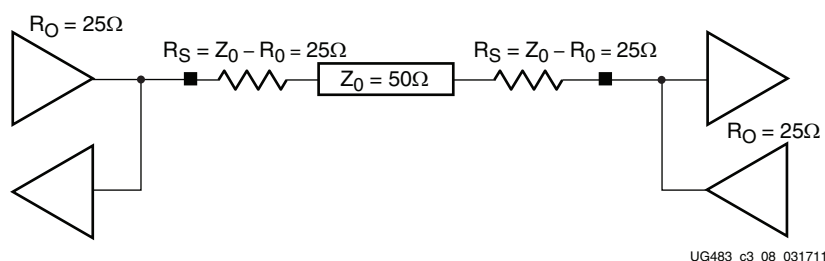 R_O = 25Ω
R_S = Z_0 – R_0 = 25Ω
Z_0 = 50Ω
R_S = Z_0 – R_0 = 25Ω
R_O = 25Ω
UG483_c3_08_031711